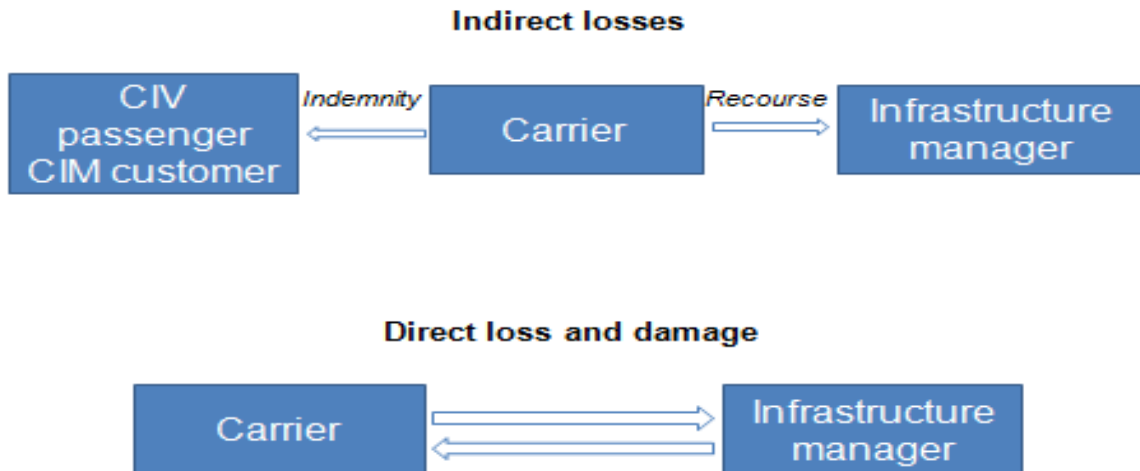 Indirect losses
CIV
passenger
CIM customer
Indemnity
Carrier
Recourse
Infrastructure
manager
Direct loss and damage
Carrier
Infrastructure
manager